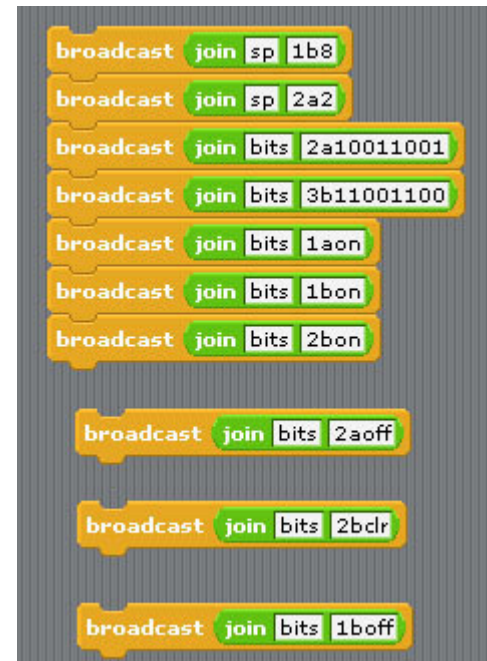 broadcast join sp 1b8
broadcast join sp 2a2
broadcast join bits 2a10011001
broadcast join bits 3b11001100
broadcast join bits 1aon
broadcast join bits 1bon
broadcast join bits 2bon
broadcast join bits 2aoff
broadcast join bits 2bclr
broadcast join bits 1boff